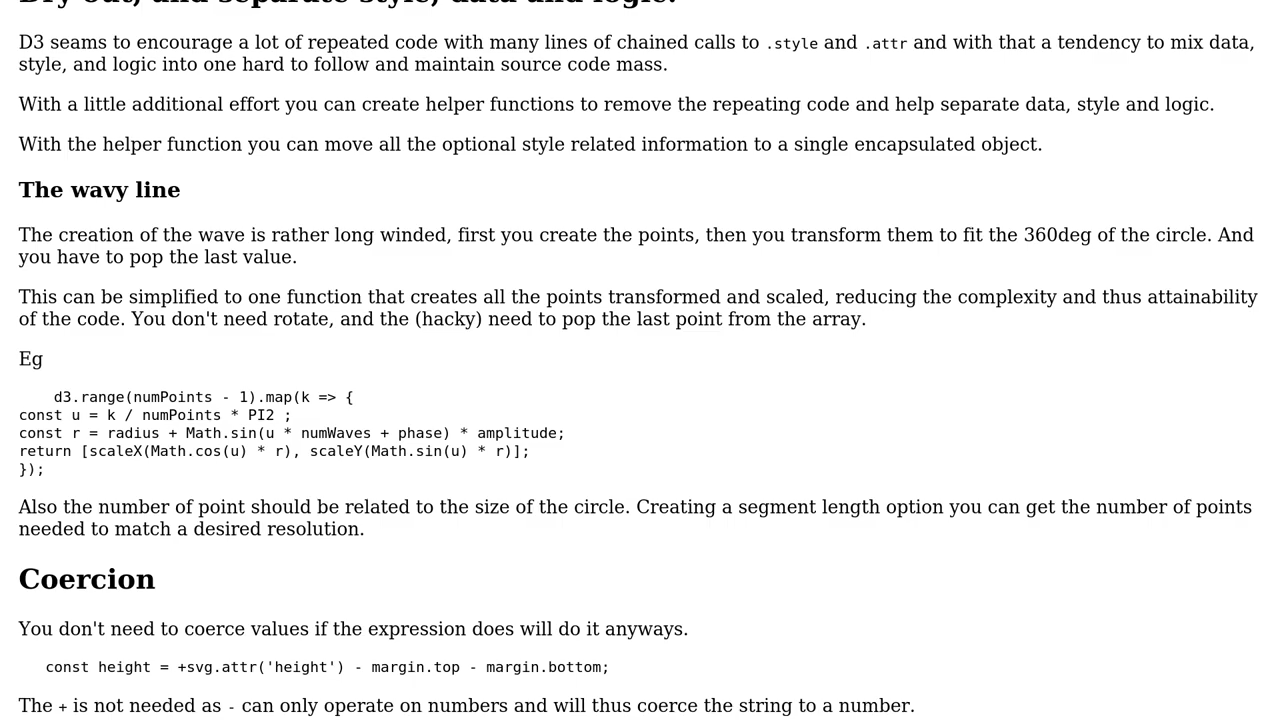 Dry out, and separate style, data and logic.
D3 seams to encourage a lot of repeated code with many lines of chained calls to .style and .attr and with that a tendency to mix data,
style, and logic into one hard to follow and maintain source code mass.
With a little additional effort you can create helper functions to remove the repeating code and help separate data, style and logic.
With the helper function you can move all the optional style related information to a single encapsulated object.
The wavy line
The creation of the wave is rather long winded, first you create the points, then you transform them to fit the 360deg of the circle. And
you have to pop the last value.
This can be simplified to one function that creates all the points transformed and scaled, reducing the complexity and thus attainability
of the code. You don't need rotate, and the (hacky) need to pop the last point from the array.
Eg
d3.range(numPoints - 1).map(k => {
const u = k / numPoints * PI2 ;
const r = radius + Math.sin(u * numWaves + phase) * amplitude;
return [scaleX(Math.cos(u) * r), scaleY(Math.sin(u) * r)];
});
Also the number of point should be related to the size of the circle. Creating a segment length option you can get the number of points
needed to match a desired resolution.
Coercion
You don't need to coerce values if the expression does will do it anyways.
const height = +svg.attr('height') - margin.top - margin.bottom;
The + is not needed as - can only operate on numbers and will thus coerce the string to a number.